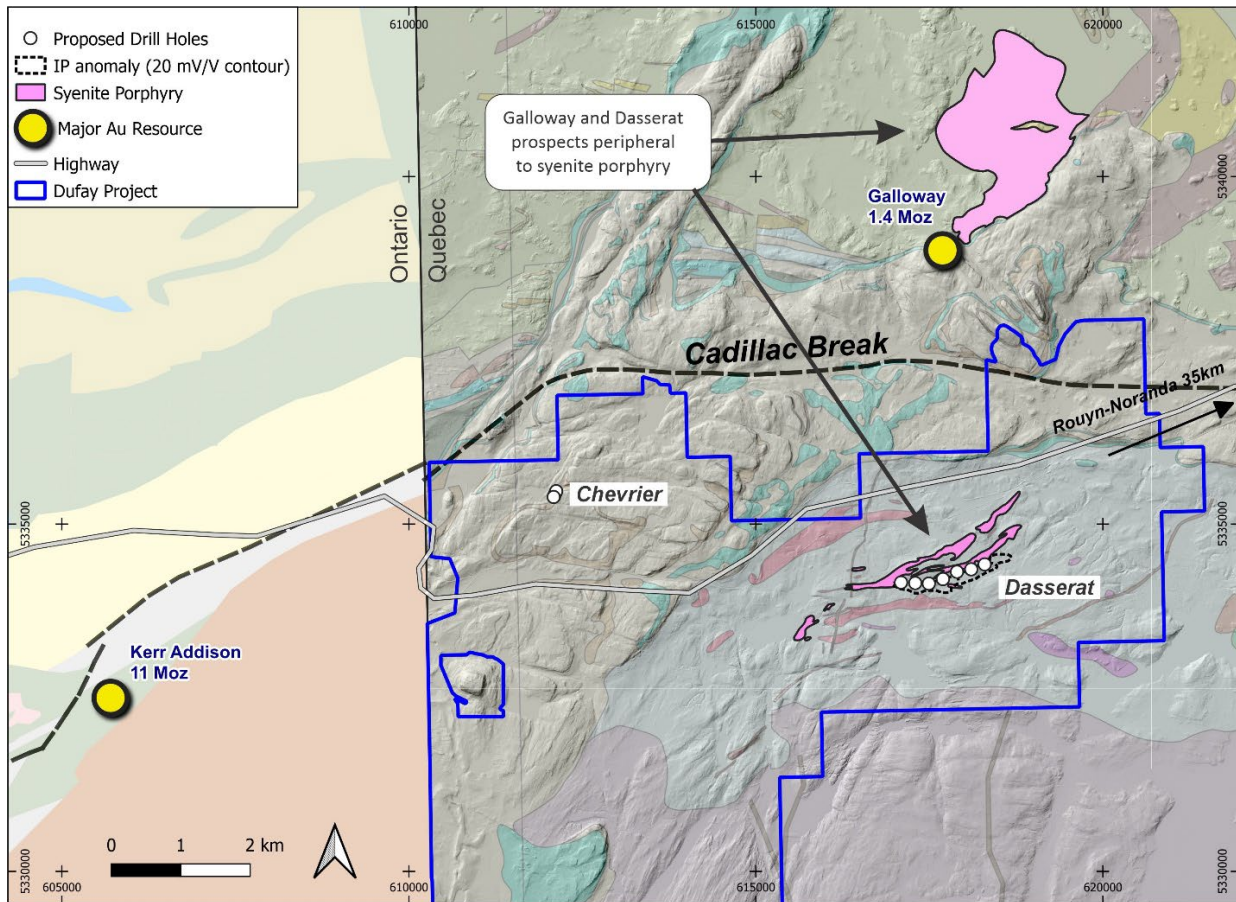 Proposed Drill Holes
IP anomaly (20 mV/V contour)
Syenite Porphyry
Major Au Resource
Highway
Dufay Project
610000
615000
620000
Galloway and Dasserat
prospects peripheral
to syenite porphyry
5340000
Galloway
1.4 Moz
Ontario
Quebec
Cadillac Break
Rouyn-Noranda 35km
Chevrier
5335000
5335000
Dasserat
Kerr Addison
11 Moz
0 1 2 km
5330000
5330000
605000
610000
615000
620000